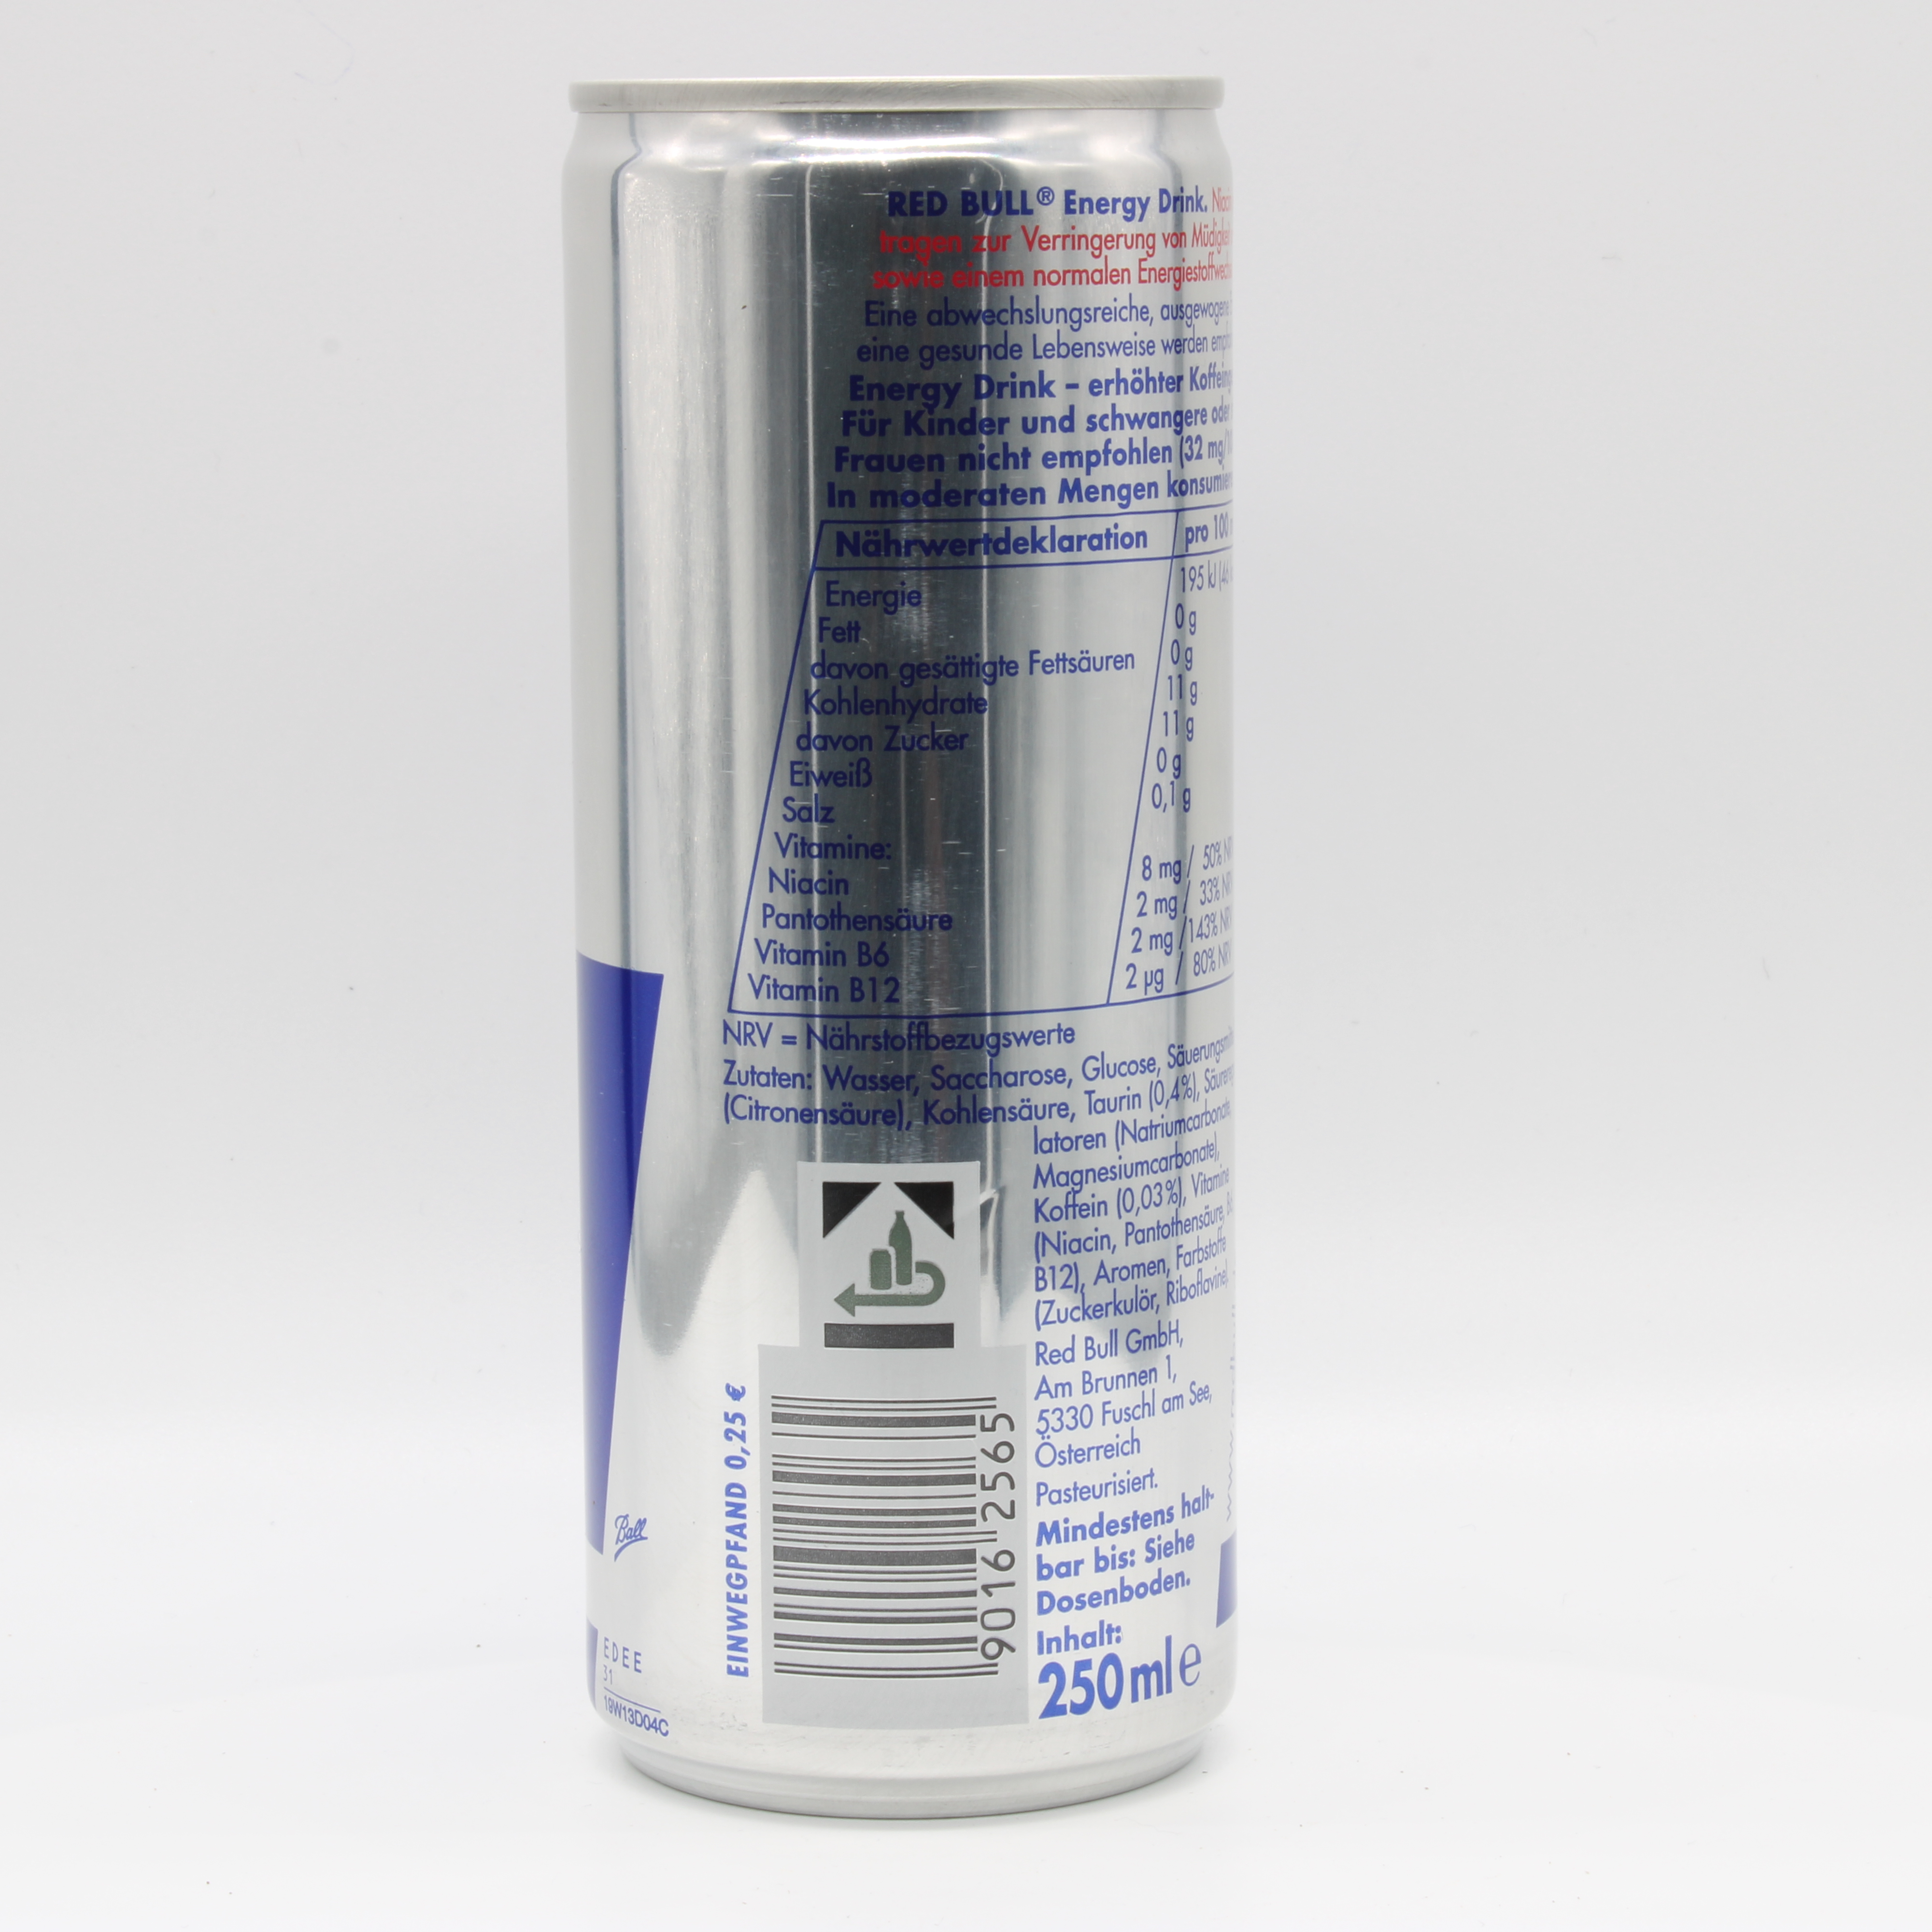 RED BULL® Energy Drink.
tragen zur Verringerung von
sowie einem normalen
Eine abwechslungsreiche,
eine gesunde Lebensweise werden
Energy Drink – erhöhter
Für Kinder und schwangere oder
Frauen nicht empfohlen (32 mg/
In moderaten Mengen
Nährwertdeklaration pro 100
Energie 195 kJ
Fett 0 g
davon gesättigte Fettsäuren 0 g
Kohlenhydrate 11 g
davon Zucker 11 g
Eiweiß 0 g
Salz 0,1 g
Vitamine:
Niacin 8 mg / 50%
Pantothensäure 2 mg / 33%
Vitamin B6 2 mg / 143%
Vitamin B12 2 µg / 80% NRV
NRV = Nährstoffbezugswerte
Zutaten: Wasser, Saccharose, Glucose,
(Citronensäure), Kohlensäure, Taurin (0,4%),
latoren (Natriumcarbonate,
Magnesiumcarbonate),
Koffein (0,03%), Vitamine
(Niacin, Pantothensäure,
B12), Aromen, Farbstoffe
(Zuckerkulör, Riboflavine).
Red Bull GmbH,
Am Brunnen 1,
5330 Fuschl am See,
Österreich
Pasteurisiert.
Mindestens halt-
bar bis: Siehe
Dosenboden.
Inhalt:
250 ml e
EINWEGPFAND 0,25 €
9016 2565
Ball
EDEE
31
19W13D04C